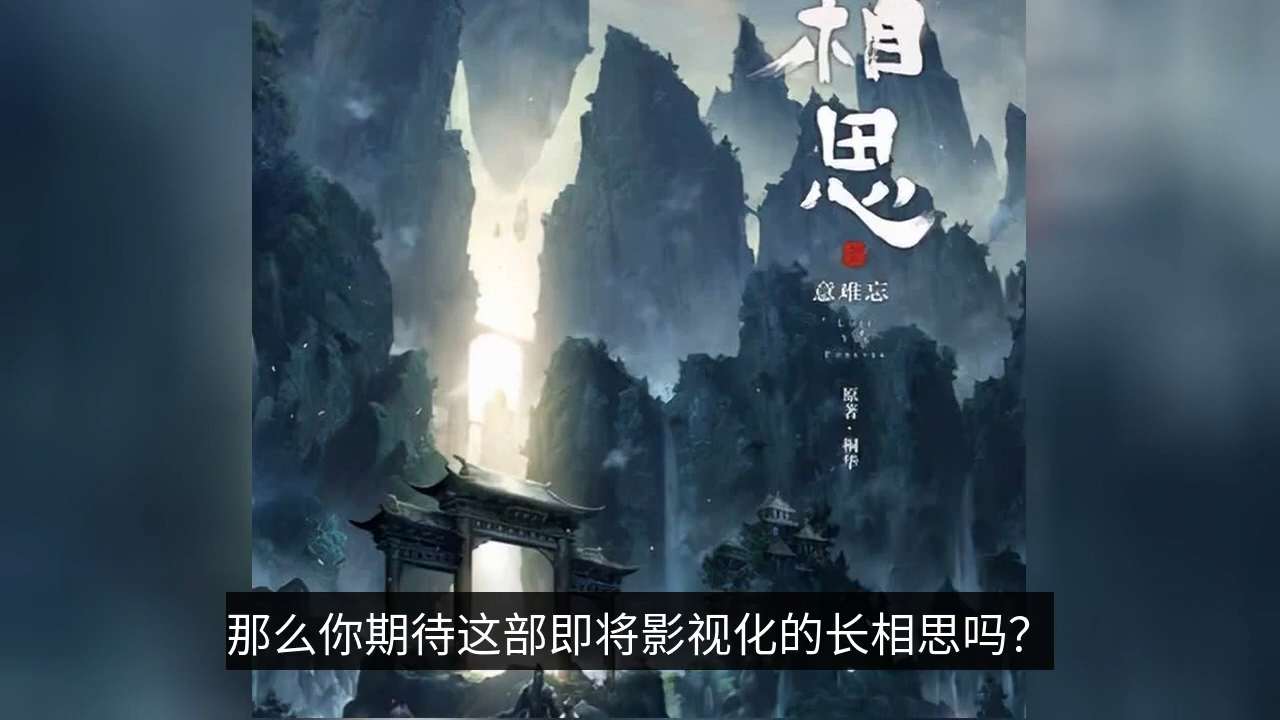 相思
意难忘
原著·桐华
那么你期待这部即将影视化的长相思吗？